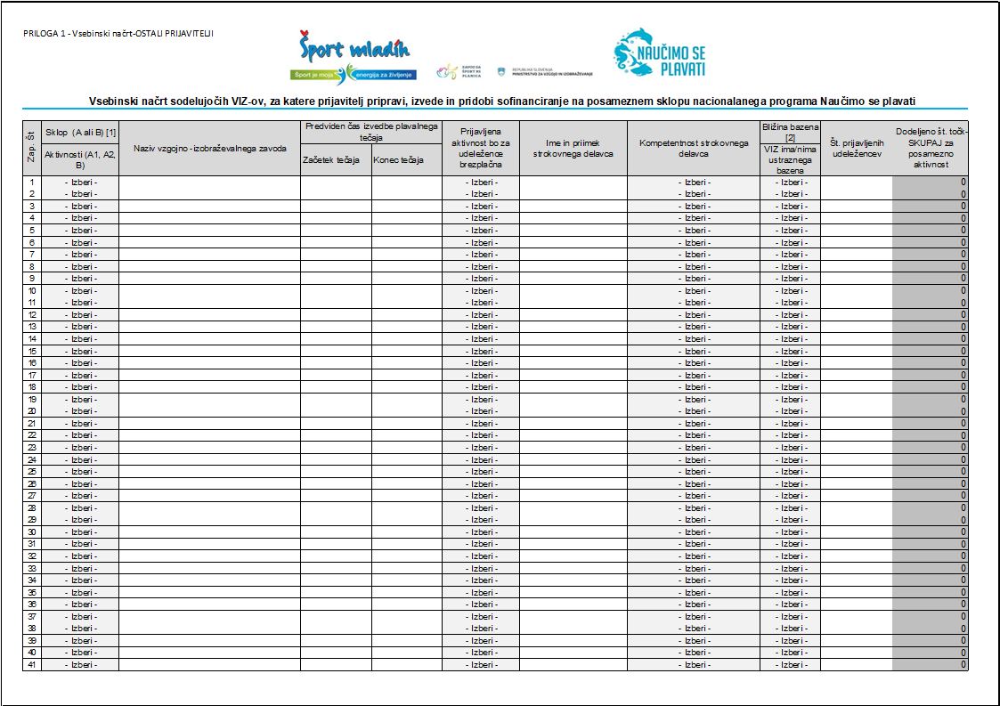 PRILOGA 1 - Vsebinski načrt-OSTALI PRIJAVITELJI
Šport mladih
Šport je moja energija za življenje
ZAVOD ZA
ŠPORT RS
PLANICA
REPUBLIKA SLOVENIJA
MINISTRSTVO ZA VZGOJO IN IZOBRAŽEVANJE
NAUČIMO SE
PLAVATI
Vsebinski načrt sodelujočih VIZ-ov, za katere prijavitelj pripravi, izvede in pridobi sofinanciranje na posameznem sklopu nacionalanega programa Naučimo se plavati
Zap. Št
Sklop (A ali B) [1]
Aktivnosti (A1, A2,
B)
Naziv vzgojno - izobraževalnega zavoda
Predviden čas izvedbe plavalnega
tečaja
Začetek tečaja
Konec tečaja
Prijavljena
aktivnost bo za
udeležence
brezplačna
Ime in priimek
strokovnega delavca
Kompetentnost strokovnega
delavca
Bližina bazena
[2]
VIZ ima/nima
ustraznega
bazena
Št. prijavljenih
udeležencev
Dodeljeno št. točk-
SKUPAJ za
posamezno
aktivnost
1 - Izberi - - Izberi - - Izberi - - Izberi - 0
2 - Izberi - - Izberi - - Izberi - - Izberi - 0
3 - Izberi - - Izberi - - Izberi - - Izberi - 0
4 - Izberi - - Izberi - - Izberi - - Izberi - 0
5 - Izberi - - Izberi - - Izberi - - Izberi - 0
6 - Izberi - - Izberi - - Izberi - - Izberi - 0
7 - Izberi - - Izberi - - Izberi - - Izberi - 0
8 - Izberi - - Izberi - - Izberi - - Izberi - 0
9 - Izberi - - Izberi - - Izberi - - Izberi - 0
10 - Izberi - - Izberi - - Izberi - - Izberi - 0
11 - Izberi - - Izberi - - Izberi - - Izberi - 0
12 - Izberi - - Izberi - - Izberi - - Izberi - 0
13 - Izberi - - Izberi - - Izberi - - Izberi - 0
14 - Izberi - - Izberi - - Izberi - - Izberi - 0
15 - Izberi - - Izberi - - Izberi - - Izberi - 0
16 - Izberi - - Izberi - - Izberi - - Izberi - 0
17 - Izberi - - Izberi - - Izberi - - Izberi - 0
18 - Izberi - - Izberi - - Izberi - - Izberi - 0
19 - Izberi - - Izberi - - Izberi - - Izberi - 0
20 - Izberi - - Izberi - - Izberi - - Izberi - 0
21 - Izberi - - Izberi - - Izberi - - Izberi - 0
22 - Izberi - - Izberi - - Izberi - - Izberi - 0
23 - Izberi - - Izberi - - Izberi - - Izberi - 0
24 - Izberi - - Izberi - - Izberi - - Izberi - 0
25 - Izberi - - Izberi - - Izberi - - Izberi - 0
26 - Izberi - - Izberi - - Izberi - - Izberi - 0
27 - Izberi - - Izberi - - Izberi - - Izberi - 0
28 - Izberi - - Izberi - - Izberi - - Izberi - 0
29 - Izberi - - Izberi - - Izberi - - Izberi - 0
30 - Izberi - - Izberi - - Izberi - - Izberi - 0
31 - Izberi - - Izberi - - Izberi - - Izberi - 0
32 - Izberi - - Izberi - - Izberi - - Izberi - 0
33 - Izberi - - Izberi - - Izberi - - Izberi - 0
34 - Izberi - - Izberi - - Izberi - - Izberi - 0
35 - Izberi - - Izberi - - Izberi - - Izberi - 0
36 - Izberi - - Izberi - - Izberi - - Izberi - 0
37 - Izberi - - Izberi - - Izberi - - Izberi - 0
38 - Izberi - - Izberi - - Izberi - - Izberi - 0
39 - Izberi - - Izberi - - Izberi - - Izberi - 0
40 - Izberi - - Izberi - - Izberi - - Izberi - 0
41 - Izberi - - Izberi - - Izberi - - Izberi - 0